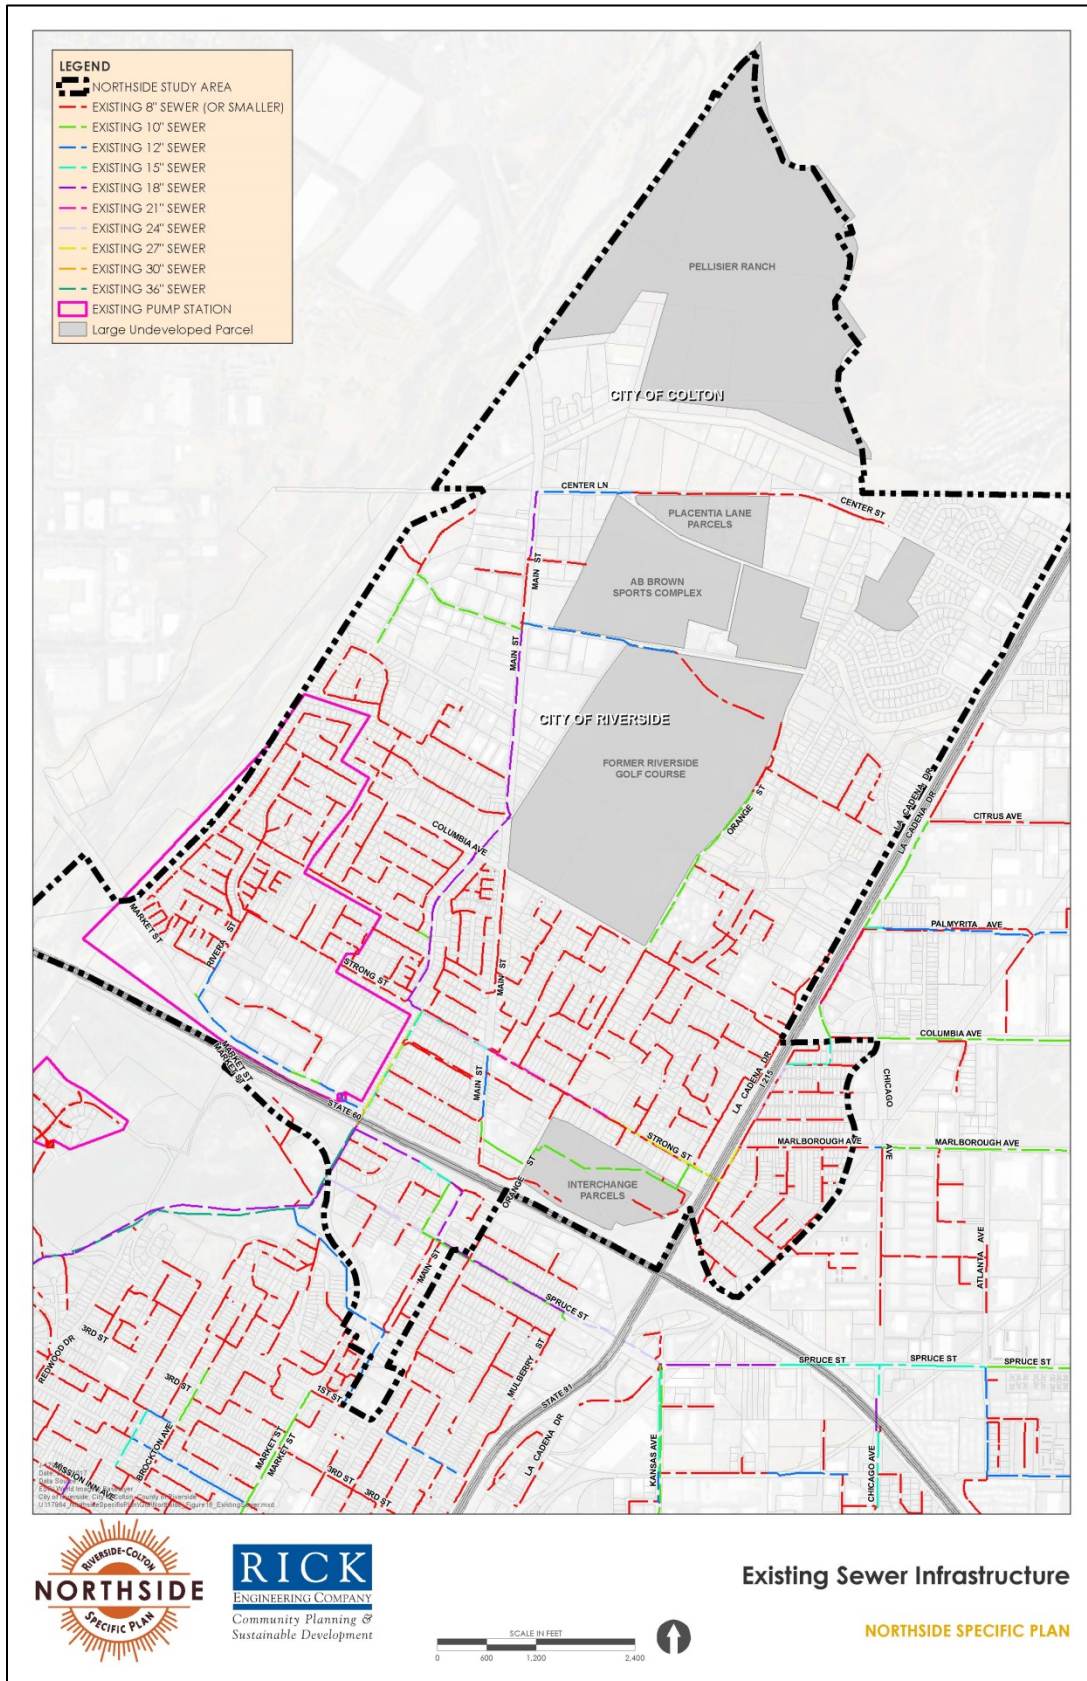 LEGEND
NORTHSIDE STUDY AREA
EXISTING 8" SEWER (OR SMALLER)
EXISTING 10" SEWER
EXISTING 12" SEWER
EXISTING 15" SEWER
EXISTING 18" SEWER
EXISTING 21" SEWER
EXISTING 24" SEWER
EXISTING 27" SEWER
EXISTING 30" SEWER
EXISTING 36" SEWER
EXISTING PUMP STATION
Large Undeveloped Parcel
PELLISIER RANCH
CITY OF COLTON
CENTER LN
CENTER ST
PLACENTIA LANE
PARCELS
MAIN ST
AB BROWN
SPORTS COMPLEX
MAIN ST
CITY OF RIVERSIDE
FORMER RIVERSIDE
GOLF COURSE
LA CADENA DR
LA CADENA DR
ORANGE ST
CITRUS AVE
COLUMBIA AVE
MARKET ST
RIVERA ST
PALMYRITA AVE
STRONG ST
MAIN ST
COLUMBIA AVE
MARKET ST
MARKET ST
STATE 60
MAIN ST
LA CADENA DR
I 215
CHICAGO
AVE
STRONG ST
MARLBOROUGH AVE
MARLBOROUGH AVE
ORANGE ST
INTERCHANGE
PARCELS
ATLANTA AVE
MAIN ST
SPRUCE ST
3RD ST
REDWOOD DR
MULBERRY ST
SPRUCE ST
SPRUCE ST
SPRUCE ST
3RD ST
1ST ST
STATE 91
LA CADENA DR
BROCKTON AVE
MARKET ST
MARKET ST
MISSION INN AVE
3RD ST
3RD ST
KANSAS AVE
CHICAGO AVE
RIVERSIDE-COLTON
NORTHSIDE
SPECIFIC PLAN
RICK
ENGINEERING COMPANY
Community Planning &
Sustainable Development
SCALE IN FEET
0 600 1,200 2,400
Existing Sewer Infrastructure
NORTHSIDE SPECIFIC PLAN